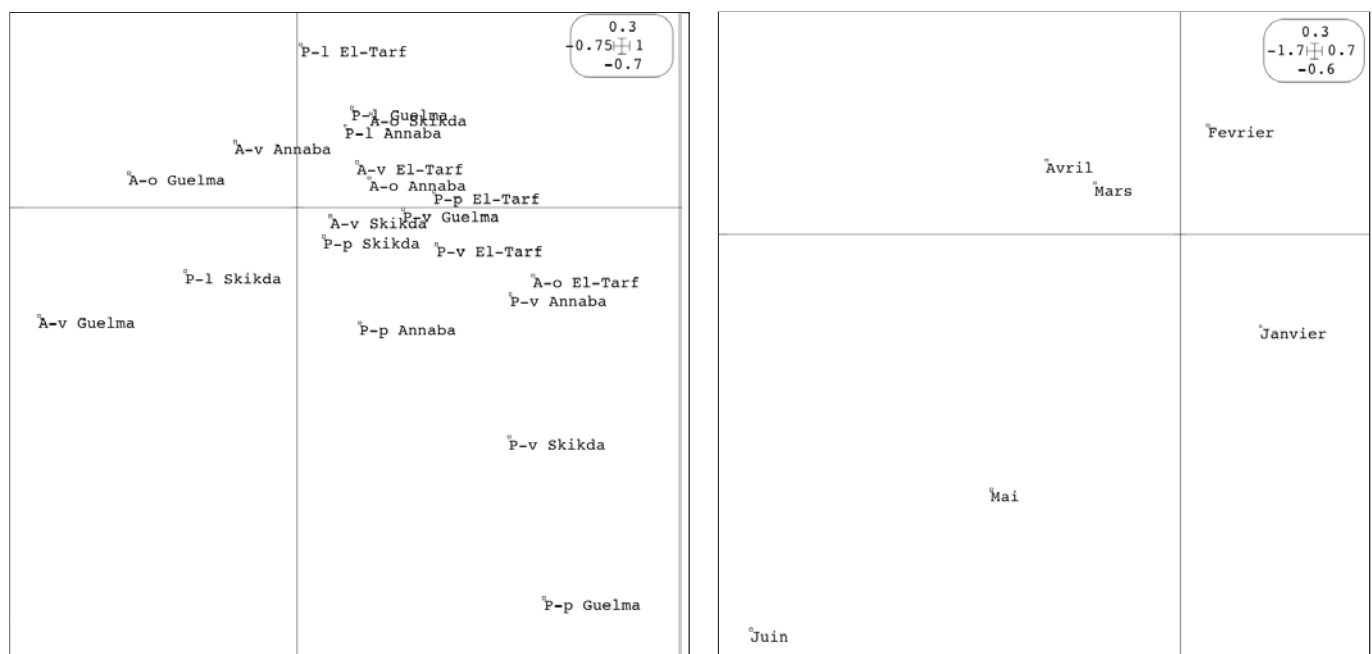 0.3
-0.75 1
-0.7
P-l El-Tarf
P-l Guelma
A-o Skikda
P-l Annaba
A-v Annaba
A-v El-Tarf
A-o Guelma
A-o Annaba
P-p El-Tarf
P-v Guelma
A-v Skikda
P-p Skikda
P-v El-Tarf
P-l Skikda
A-o El-Tarf
P-v Annaba
A-v Guelma
P-p Annaba
P-v Skikda
P-p Guelma
0.3
-1.7 0.7
-0.6
Fevrier
Avril
Mars
Janvier
Mai
Juin